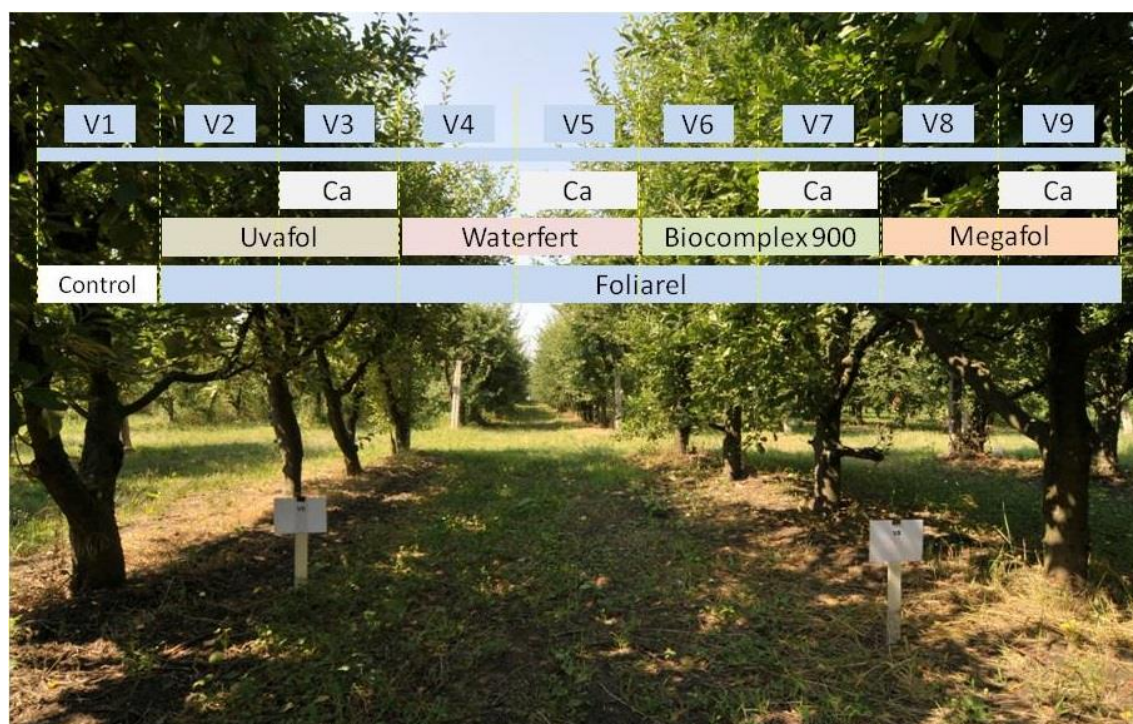 V1 V2 V3 V4 V5 V6 V7 V8 V9
Ca Ca Ca Ca
Uvafol Waterfert Biocomplex 900 Megafol
Control Foliarel